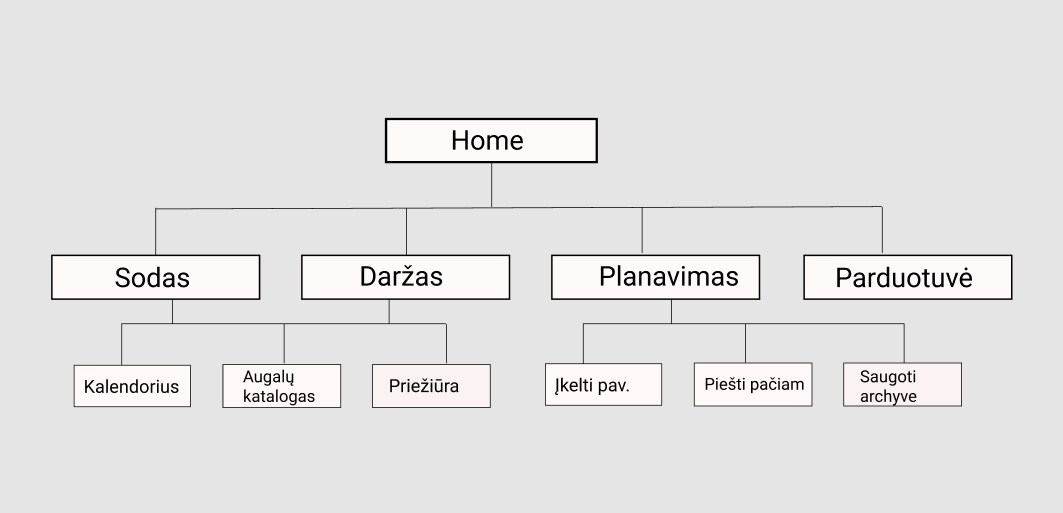 Home
Sodas
Daržas
Planavimas
Parduotuvė
Kalendorius
Augalų
katalogas
Priežiūra
Įkelti pav.
Piešti pačiam
Saugoti
archyve